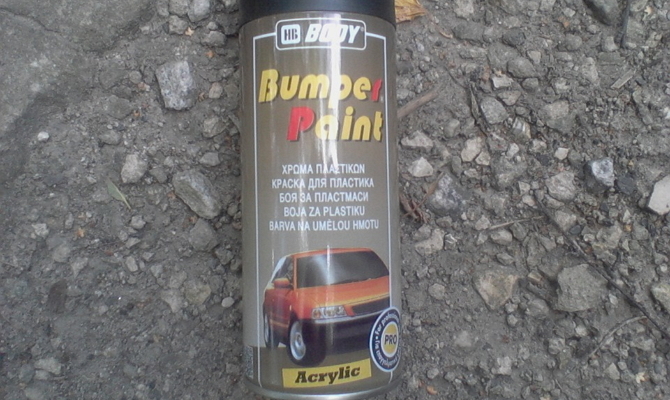 HB BODY
Bumper
Paint
ΧΡΩΜΑ ΠΛΑΣΤΙΚΩΝ
КРАСКА ДЛЯ ПЛАСТИКА
БОЯ ЗА ПЛАСТМАСИ
BOJA ZA PLASTIKU
BARVA NA UMĚLOU HMOTU
PRO
Acrylic